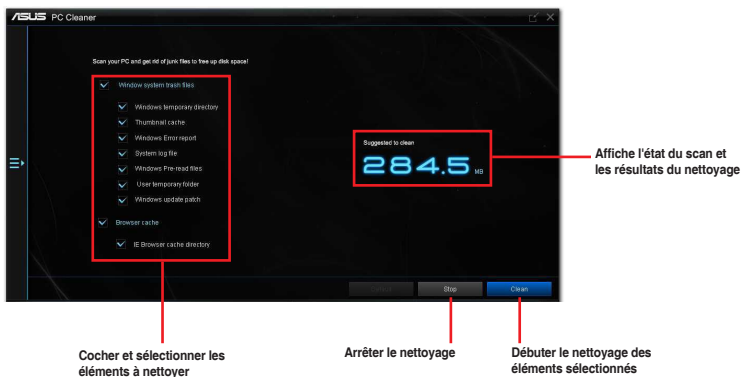 ASUS PC Cleaner
Scan your PC and get rid of junk files to free up disk space!
Window system trash files
Windows temporary directory
Thumbnail cache
Windows Error report
System log file
Windows Pre-read files
User temporary folder
Windows update patch
Browser cache
IE Browser cache directory
Suggested to clean
284.5 MB
Stop
Clean
Affiche l'état du scan et
les résultats du nettoyage
Cocher et sélectionner les
éléments à nettoyer
Arrêter le nettoyage
Débuter le nettoyage des
éléments sélectionnés